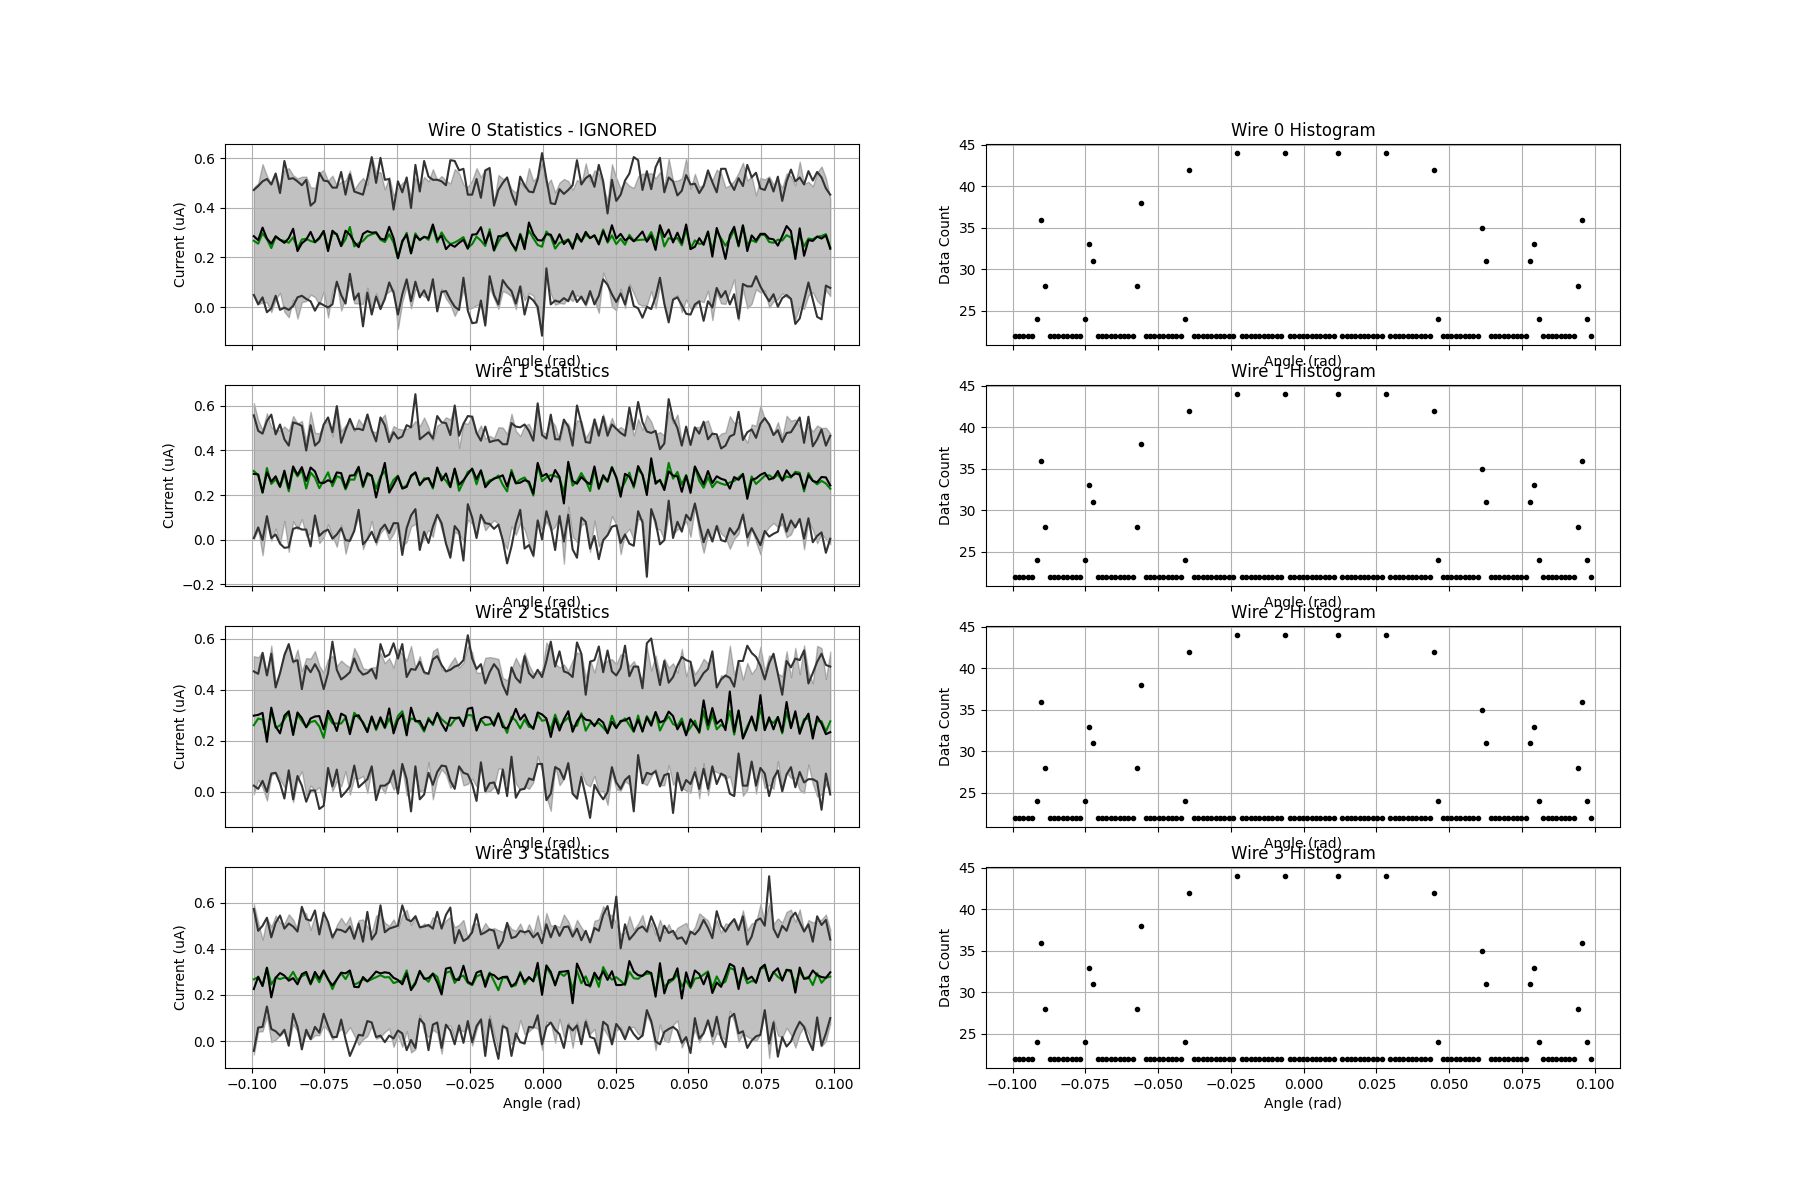 Wire 0 Statistics - IGNORED
Current (uA)
0.6
0.4
0.2
0.0
Angle (rad)
Wire 0 Histogram
Data Count
45
40
35
30
25
Angle (rad)
Wire 1 Statistics
Current (uA)
0.6
0.4
0.2
0.0
−0.2
Angle (rad)
Wire 1 Histogram
Data Count
45
40
35
30
25
Angle (rad)
Wire 2 Statistics
Current (uA)
0.6
0.4
0.2
0.0
Angle (rad)
Wire 2 Histogram
Data Count
45
40
35
30
25
Angle (rad)
Wire 3 Statistics
Current (uA)
0.6
0.4
0.2
0.0
−0.100 −0.075 −0.050 −0.025 0.000 0.025 0.050 0.075 0.100
Angle (rad)
Wire 3 Histogram
Data Count
45
40
35
30
25
−0.100 −0.075 −0.050 −0.025 0.000 0.025 0.050 0.075 0.100
Angle (rad)